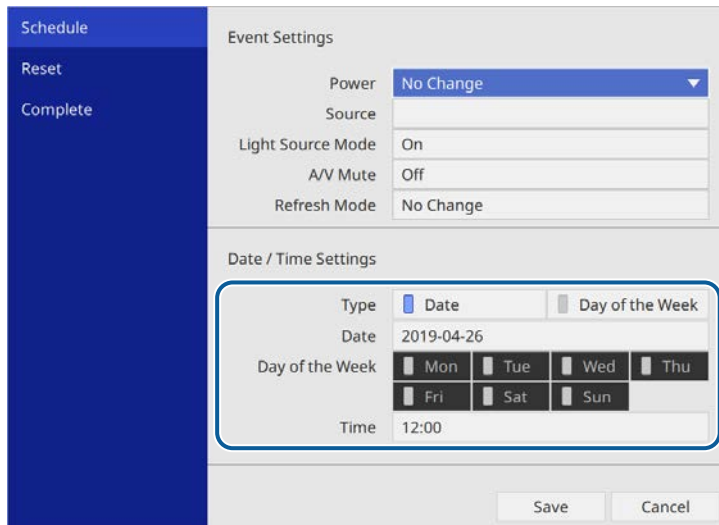 Schedule
Reset
Complete
Event Settings
Power No Change
Source
Light Source Mode On
A/V Mute Off
Refresh Mode No Change
Date / Time Settings
Type Date Day of the Week
Date 2019-04-26
Day of the Week Mon Tue Wed Thu
Fri Sat Sun
Time 12:00
Save Cancel